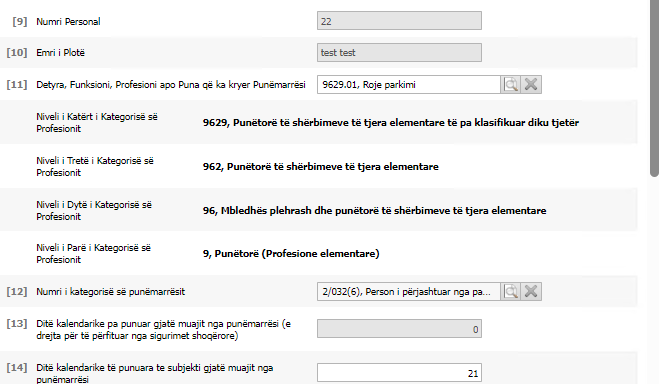 [9] Numri Personal 22
[10] Emri i Plotë test test
[11] Detyra, Funksioni, Profesioni apo Puna që ka kryer Punëmarrësi 9629.01, Roje parkimi
Niveli i Katërt i Kategorisë së
Profesionit
9629, Punëtorë të shërbimeve të tjera elementare të pa klasifikuar diku tjetër
Niveli i Tretë i Kategorisë së
Profesionit
962, Punëtorë të shërbimeve të tjera elementare
Niveli i Dytë i Kategorisë së
Profesionit
96, Mbledhës plehrash dhe punëtorë të shërbimeve të tjera elementare
Niveli i Parë i Kategorisë së
Profesionit
9, Punëtorë (Profesione elementare)
[12] Numri i kategorisë së punëmarrësit 2/032(6), Person i përjashtuar nga pa...
[13] Ditë kalendarike pa punuar gjatë muajit nga punëmarrësi (e
drejta për të përfituar nga sigurimet shoqërore)
0
[14] Ditë kalendarike të punuara te subjekti gjatë muajit nga
punëmarrësi
21